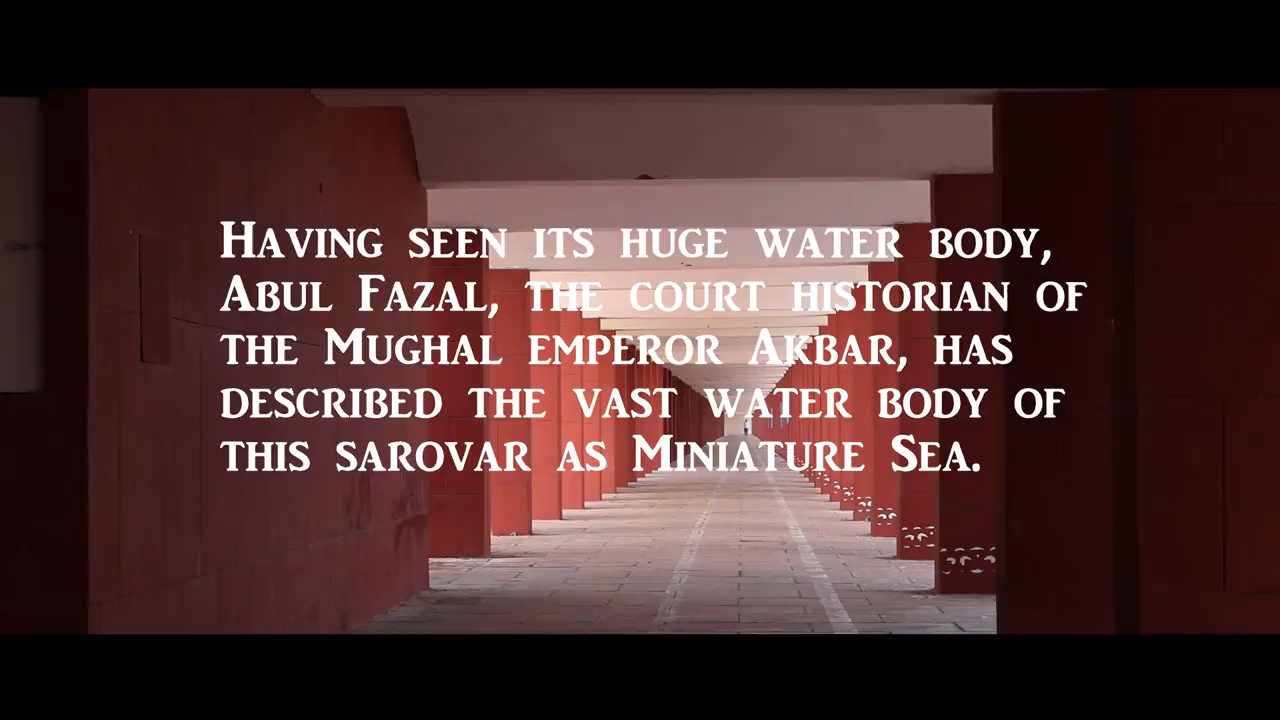 Having seen its huge water body,
Abul Fazal, the court historian of
the Mughal emperor Akbar, has
described the vast water body of
this sarovar as Miniature Sea.